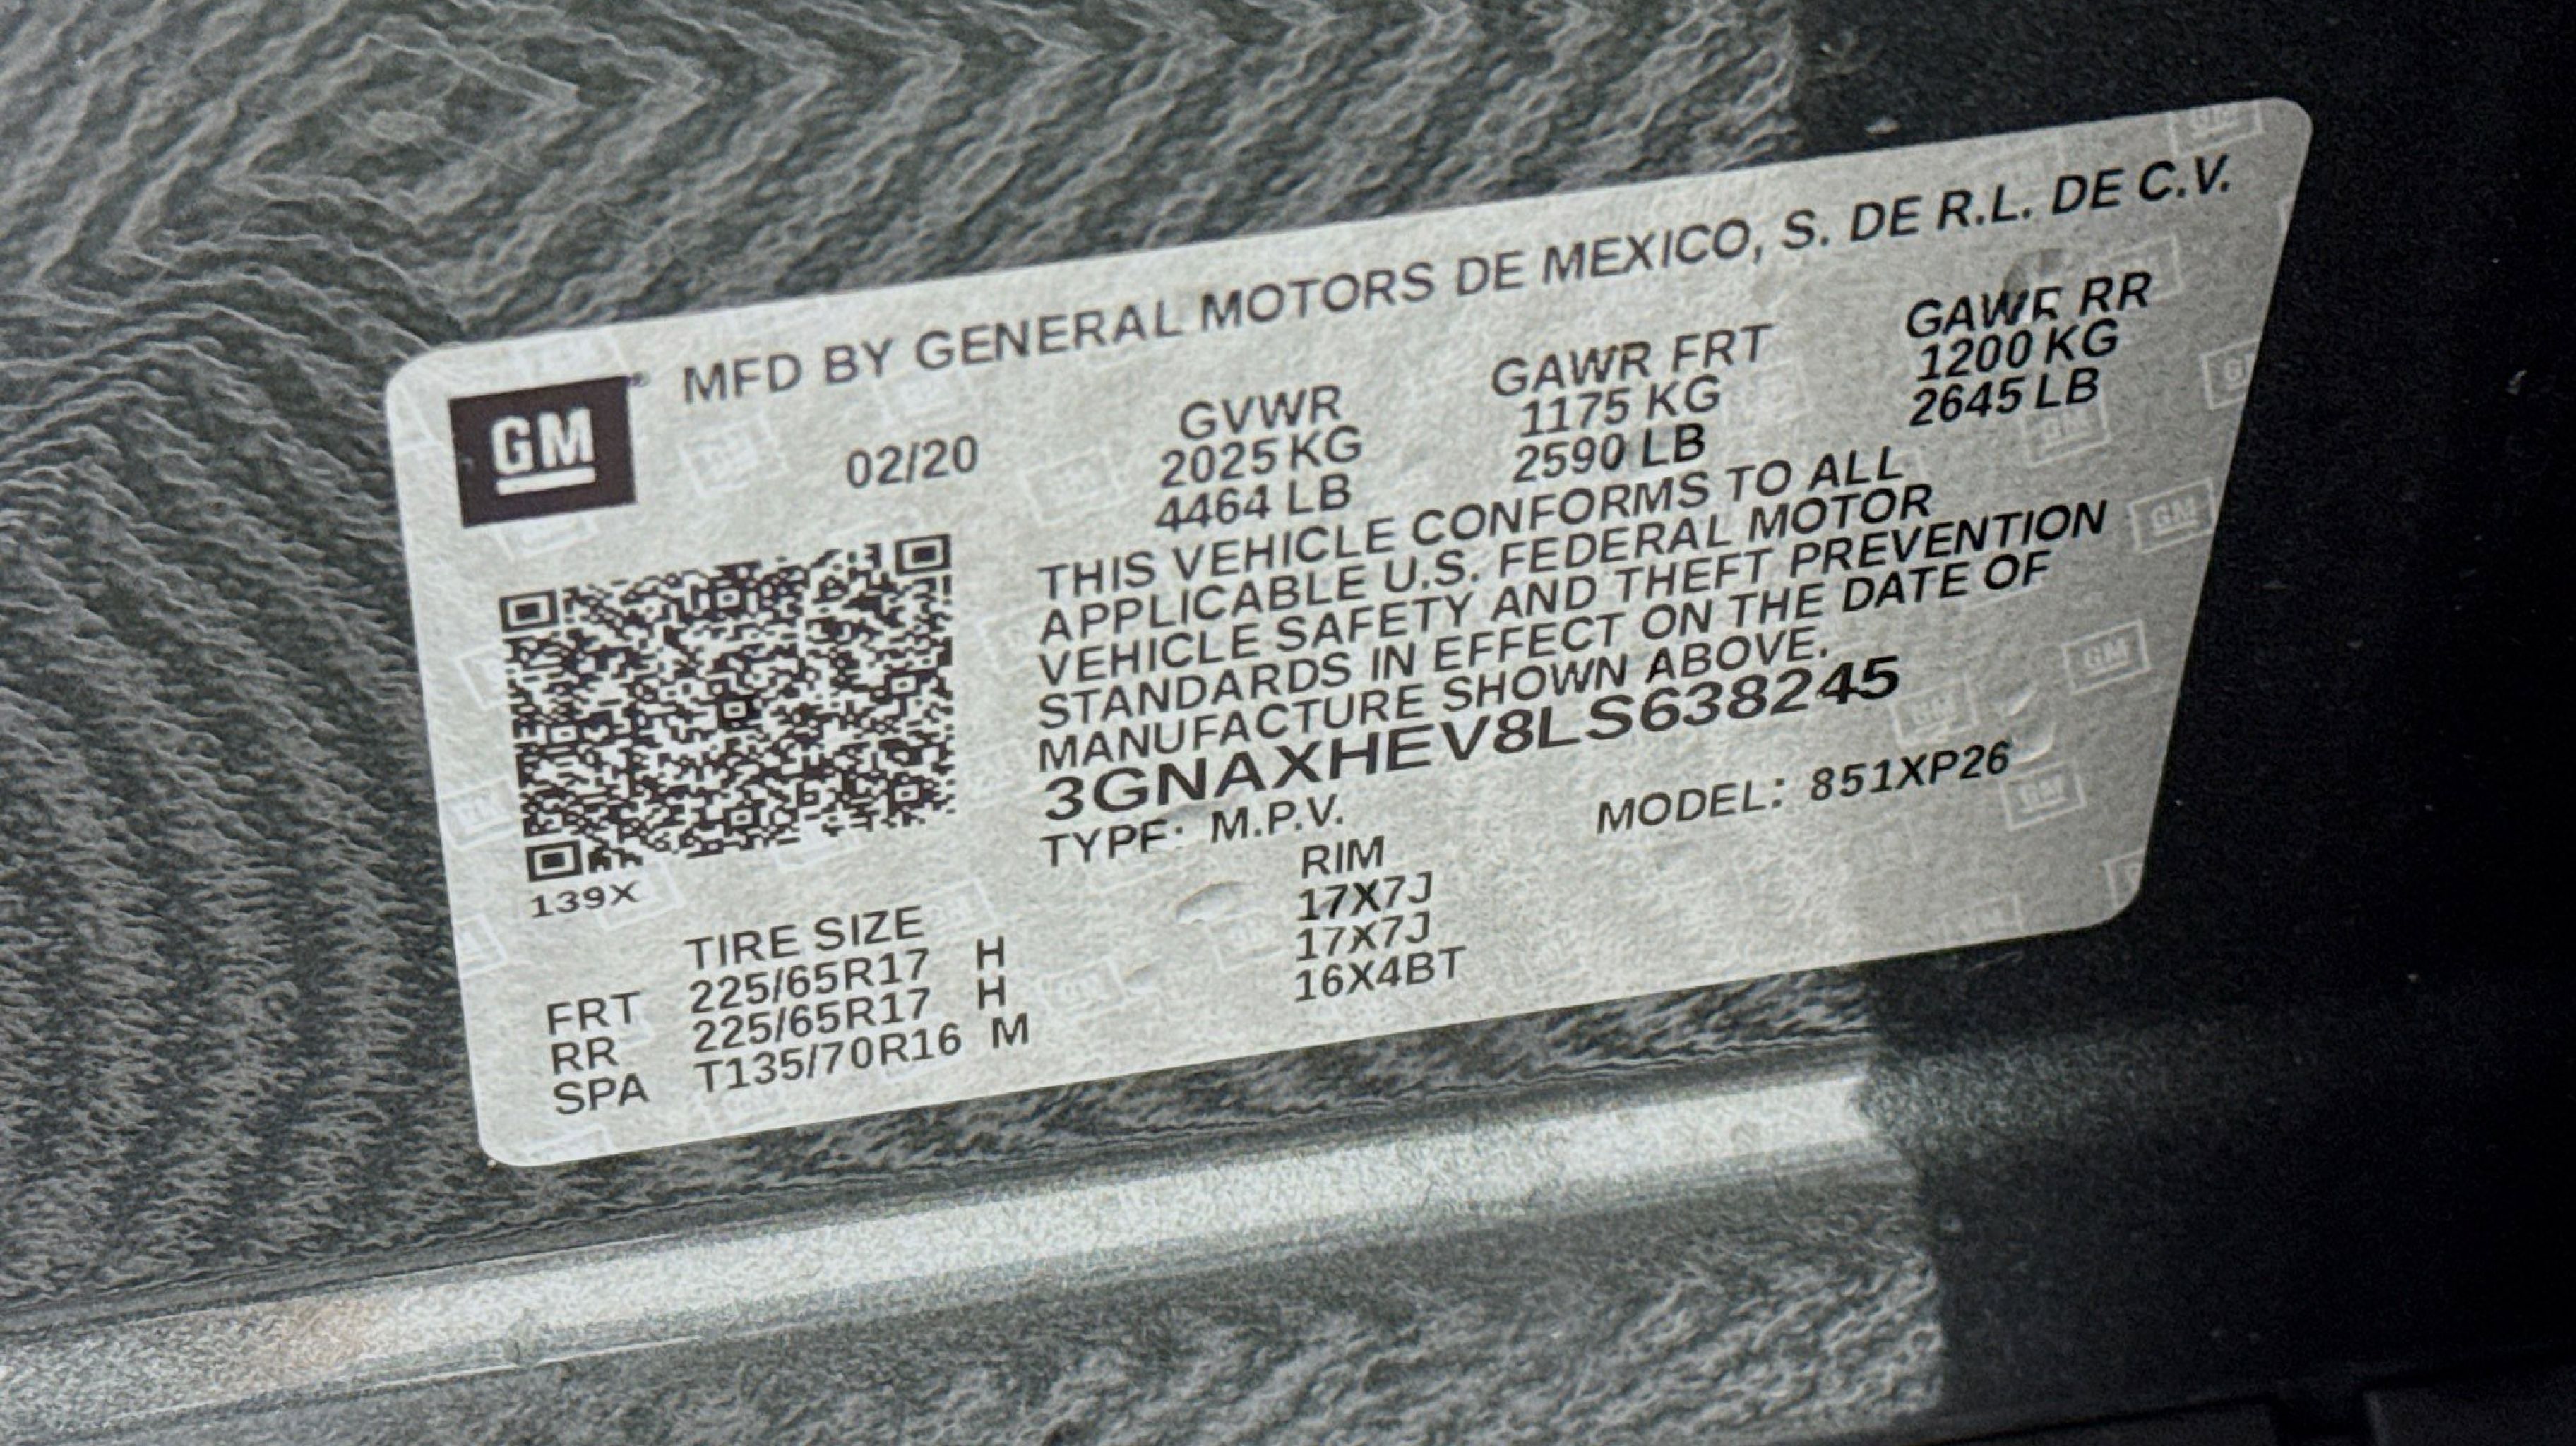 GM
MFD BY GENERAL MOTORS DE MEXICO, S. DE R.L. DE C.V.
02/20
GVWR
2025 KG
4464 LB
GAWR FRT
1175 KG
2590 LB
GAWR RR
1200 KG
2645 LB
THIS VEHICLE CONFORMS TO ALL
APPLICABLE U.S. FEDERAL MOTOR
VEHICLE SAFETY AND THEFT PREVENTION
STANDARDS IN EFFECT ON THE DATE OF
MANUFACTURE SHOWN ABOVE.
3GNAXHEV8LS638245
TYPE: M.P.V. MODEL: 851XP26
139X
TIRE SIZE RIM
FRT 225/65R17 H 17X7J
RR 225/65R17 H 17X7J
SPA T135/70R16 M 16X4BT